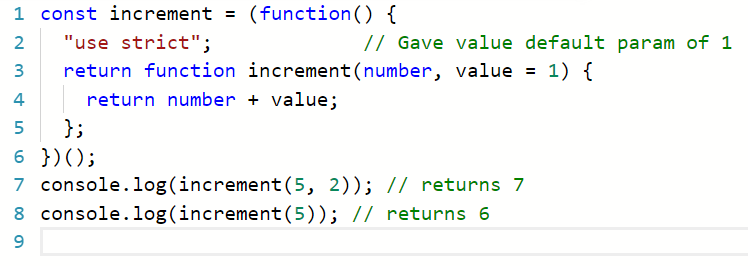 1 const increment = (function() {
2   "use strict";             // Gave value default param of 1
3   return function increment(number, value = 1) {
4     return number + value;
5   };
6 })();
7 console.log(increment(5, 2)); // returns 7
8 console.log(increment(5)); // returns 6
9